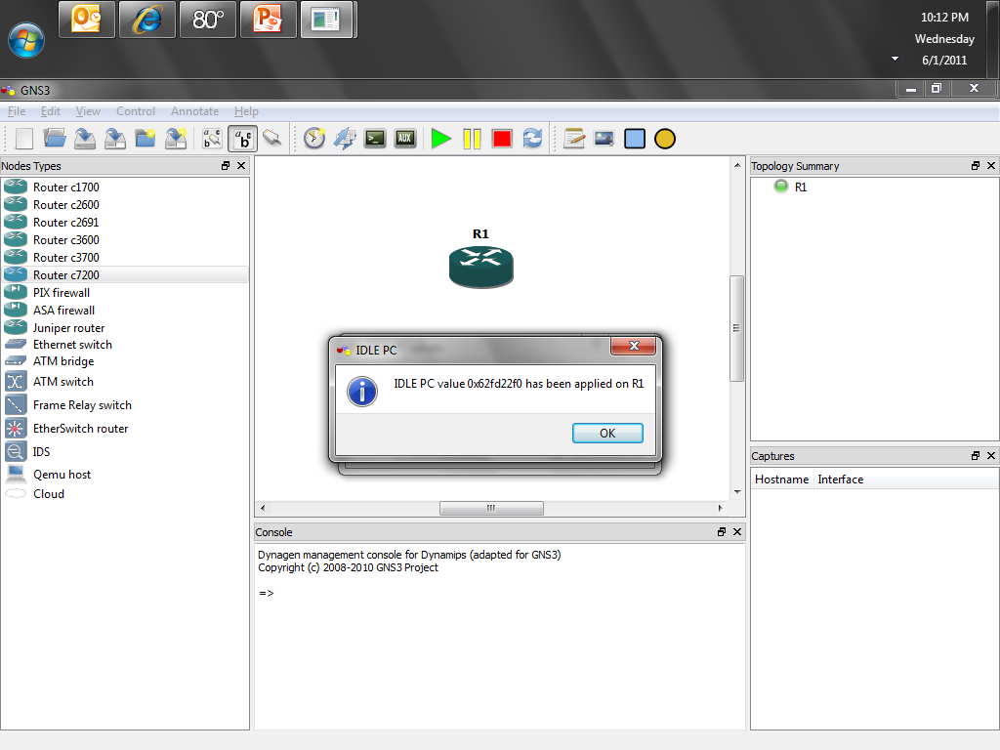 80°
10:12 PM
Wednesday
6/1/2011
GNS3
File Edit View Control Annotate Help
AUX
Nodes Types
Router c1700
Router c2600
Router c2691
Router c3600
Router c3700
Router c7200
PIX firewall
ASA firewall
Juniper router
Ethernet switch
ATM bridge
ATM switch
Frame Relay switch
EtherSwitch router
IDS
Qemu host
Cloud
R1
IDLE PC
IDLE PC value 0x62fd22f0 has been applied on R1
OK
Console
Dynagen management console for Dynamips (adapted for GNS3)
Copyright (c) 2008-2010 GNS3 Project
=>
Topology Summary
R1
Captures
Hostname Interface